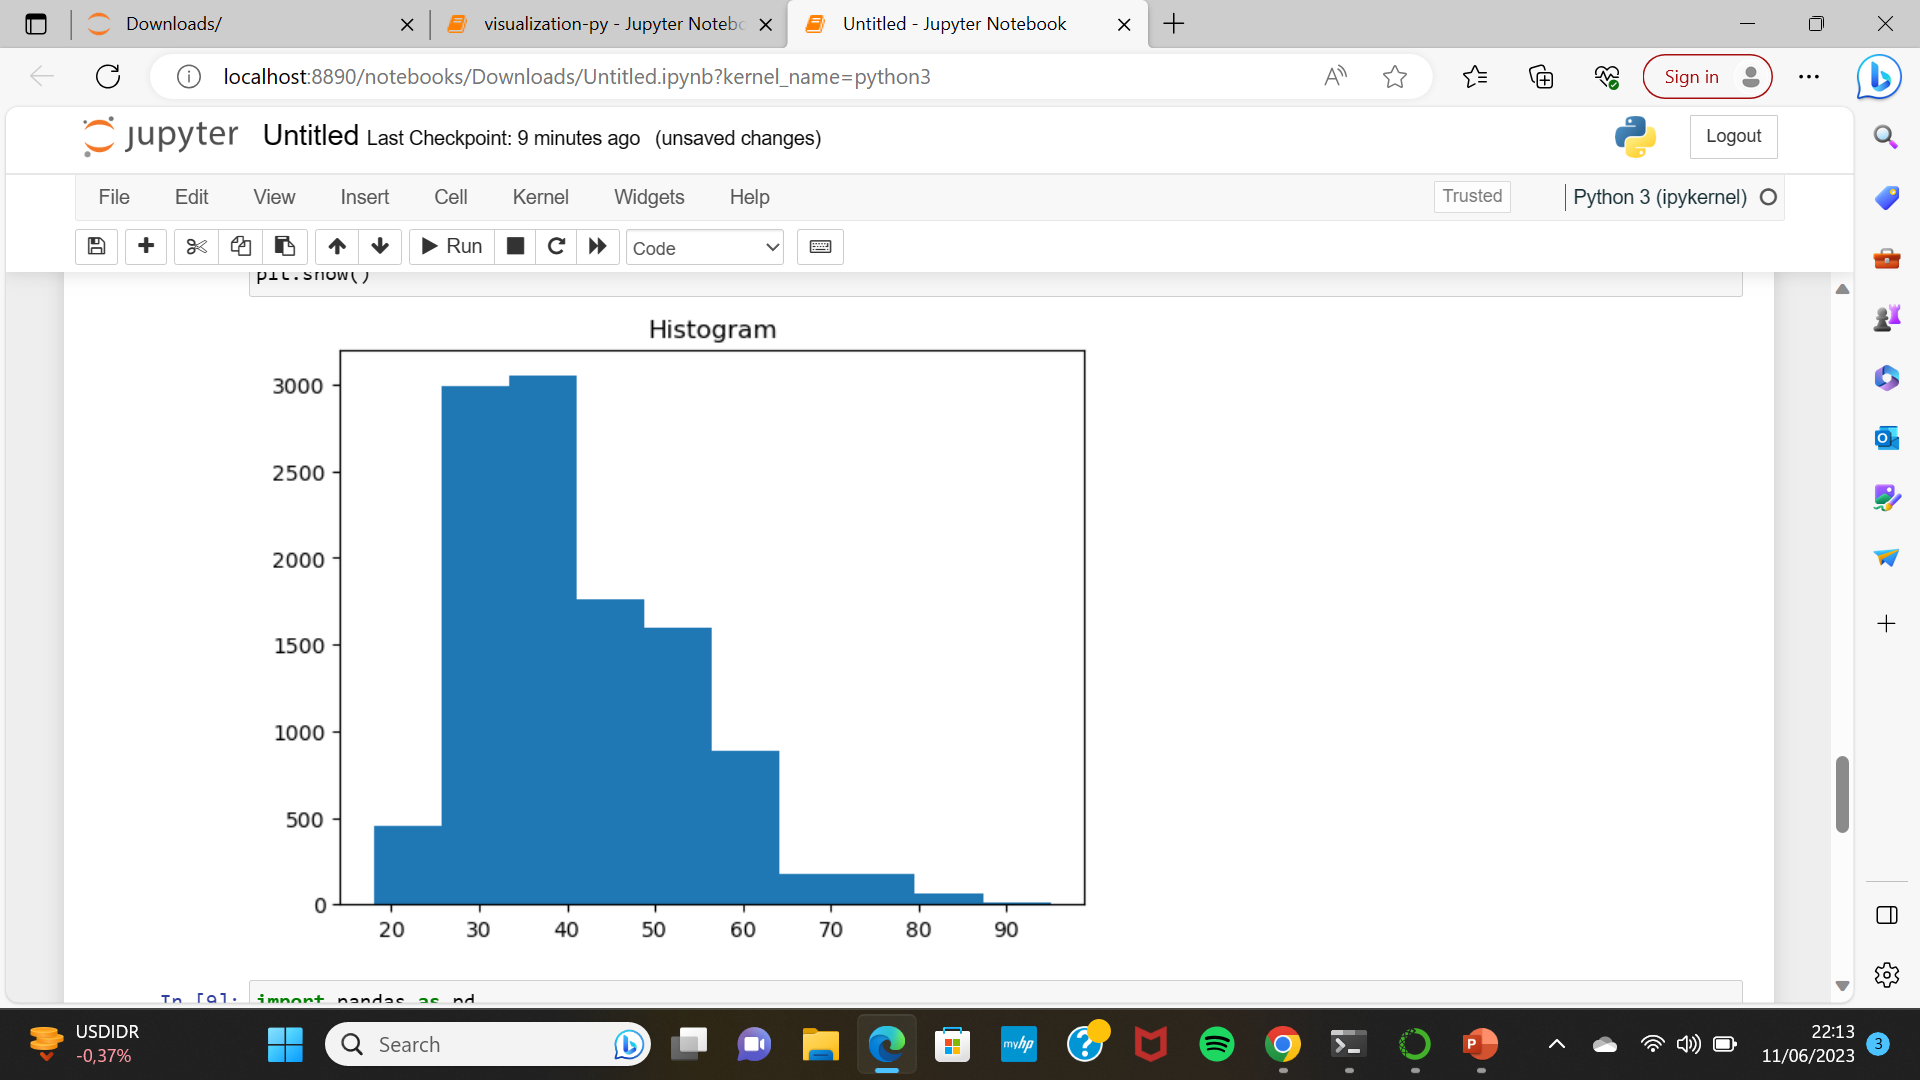 Downloads/
visualization-py - Jupyter Notebo
Untitled - Jupyter Notebook
localhost:8890/notebooks/Downloads/Untitled.ipynb?kernel_name=python3
Sign in
jupyter Untitled Last Checkpoint: 9 minutes ago (unsaved changes)
Logout
File Edit View Insert Cell Kernel Widgets Help
Trusted
Python 3 (ipykernel)
Run
Code
plt.show()
Histogram
3000
2500
2000
1500
1000
500
0
20 30 40 50 60 70 80 90
In [9]: import pandas as pd
USDIDR
-0,37%
Search
myhp
22:13
11/06/2023
3